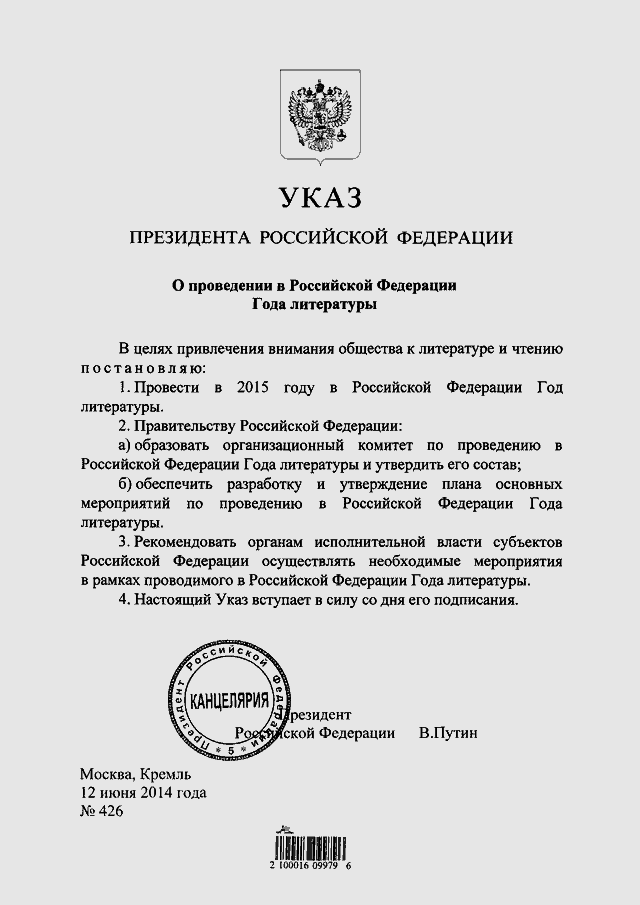 УКАЗ
ПРЕЗИДЕНТА РОССИЙСКОЙ ФЕДЕРАЦИИ
О проведении в Российской Федерации
Года литературы
В целях привлечения внимания общества к литературе и чтению
п о с т а н о в л я ю:
1. Провести в 2015 году в Российской Федерации Год
литературы.
2. Правительству Российской Федерации:
а) образовать организационный комитет по проведению в
Российской Федерации Года литературы и утвердить его состав;
б) обеспечить разработку и утверждение плана основных
мероприятий по проведению в Российской Федерации Года
литературы.
3. Рекомендовать органам исполнительной власти субъектов
Российской Федерации осуществлять необходимые мероприятия
в рамках проводимого в Российской Федерации Года литературы.
4. Настоящий Указ вступает в силу со дня его подписания.
Президент Российской Федерации
КАНЦЕЛЯРИЯ
* 5 *
Президент
Российской Федерации В.Путин
Москва, Кремль
12 июня 2014 года
№ 426
2 100016 09979 6